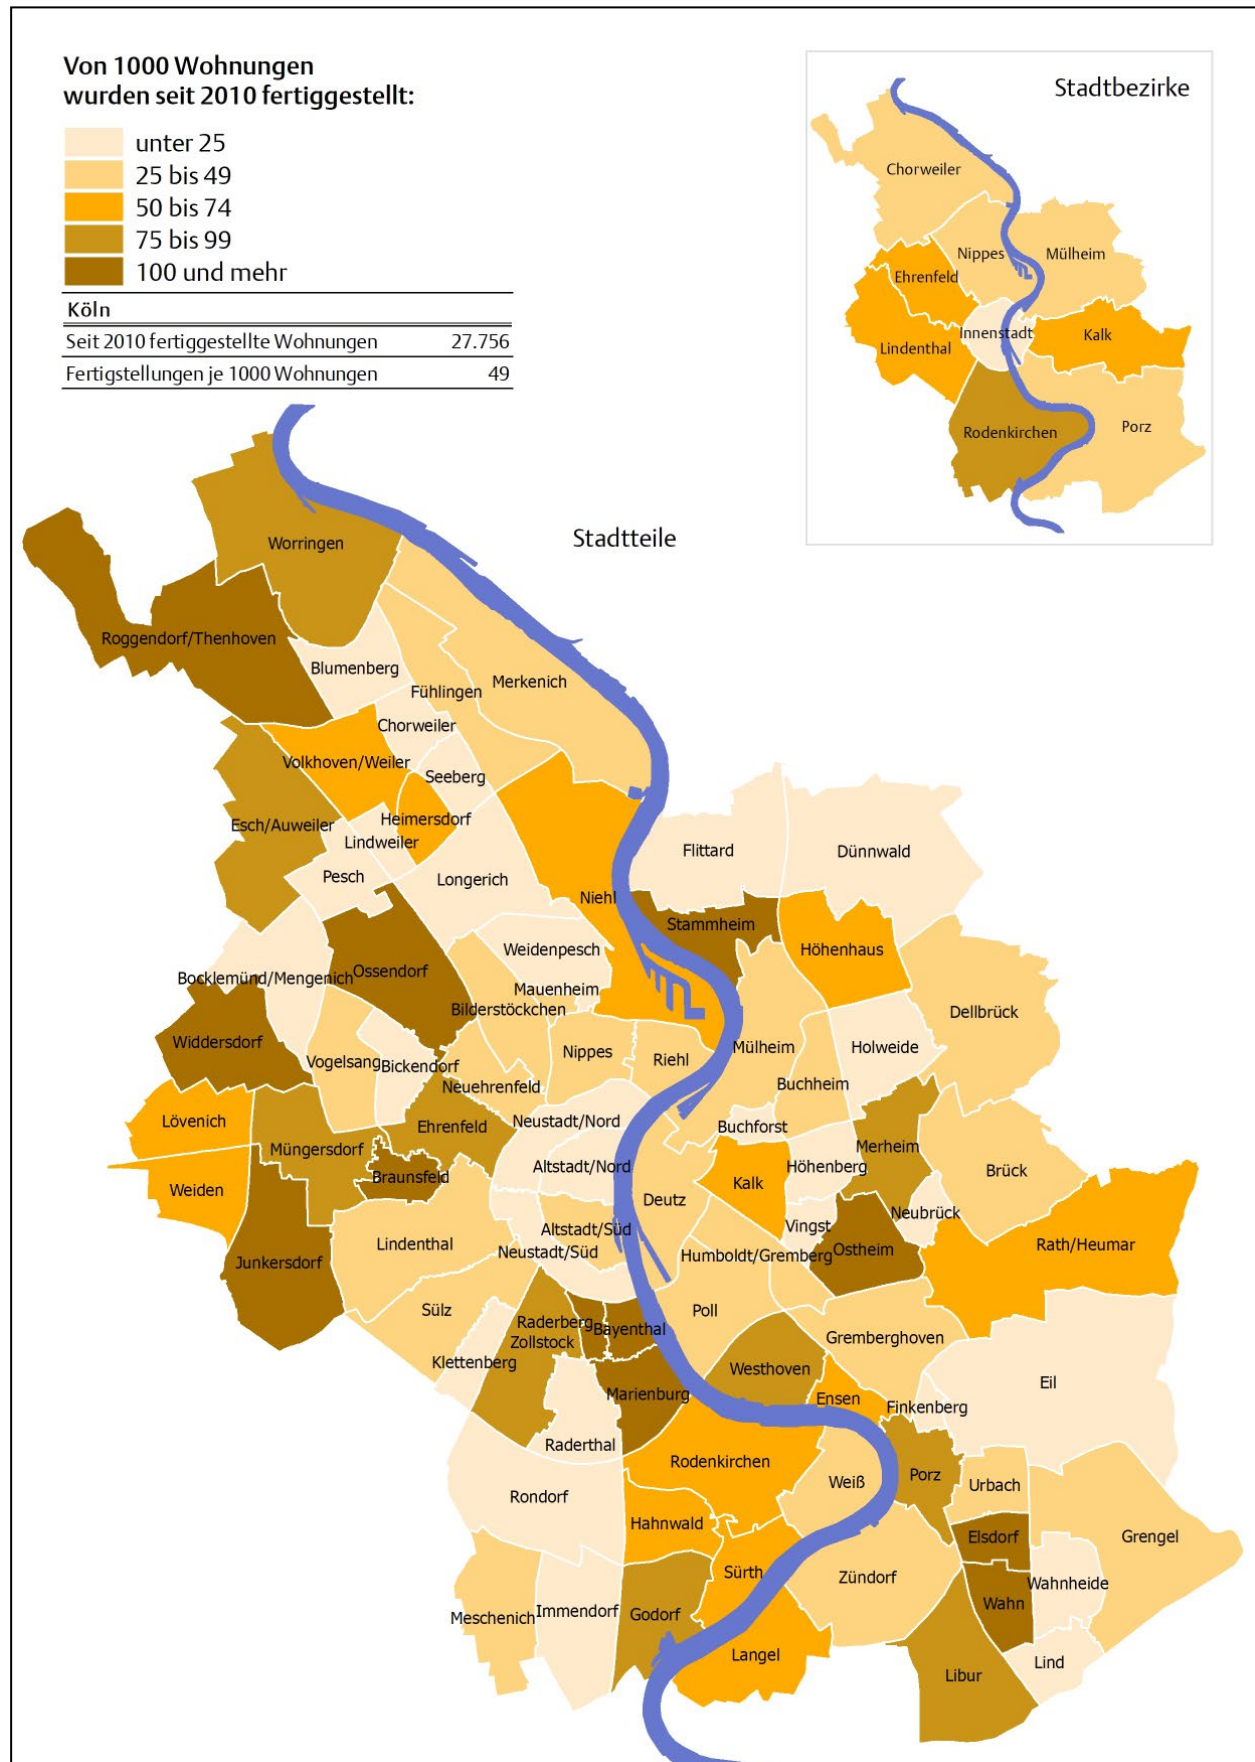 Von 1000 Wohnungen
wurden seit 2010 fertiggestellt:
unter 25
25 bis 49
50 bis 74
75 bis 99
100 und mehr
Köln
Seit 2010 fertiggestellte Wohnungen 27.756
Fertigstellungen je 1000 Wohnungen 49
Stadtbezirke
Chorweiler
Nippes
Mülheim
Ehrenfeld
Innenstadt
Kalk
Lindenthal
Rodenkirchen
Porz
Stadtteile
Worringen
Roggendorf/Thenhoven
Blumenberg
Merkenich
Fühlingen
Chorweiler
Volkhoven/Weiler
Seeberg
Heimersdorf
Esch/Auweiler
Lindweiler
Flittard
Dünnwald
Pesch
Longerich
Niehl
Stammheim
Höhenhaus
Weidenpesch
Bocklemünd/Mengenich
Ossendorf
Mauenheim
Bilderstöckchen
Dellbrück
Widdersdorf
Vogelsang
Bickendorf
Nippes
Riehl
Mülheim
Holweide
Neuehrenfeld
Buchheim
Lövenich
Ehrenfeld
Neustadt/Nord
Buchforst
Müngersdorf
Merheim
Braunsfeld
Altstadt/Nord
Höhenberg
Brück
Weiden
Kalk
Deutz
Neubrück
Altstadt/Süd
Vingst
Lindenthal
Neustadt/Süd
Humboldt/Gremberg
Ostheim
Rath/Heumar
Junkersdorf
Sülz
Poll
Raderberg
Bayenthal
Zollstock
Gremberghoven
Klettenberg
Westhoven
Marienburg
Ensen
Eil
Finkenberg
Raderthal
Rodenkirchen
Weiß
Porz
Urbach
Rondorf
Hahnwald
Elsdorf
Grengel
Sürth
Zündorf
Wahnheide
Wahn
Meschenich
Immendorf
Godorf
Langel
Lind
Libur